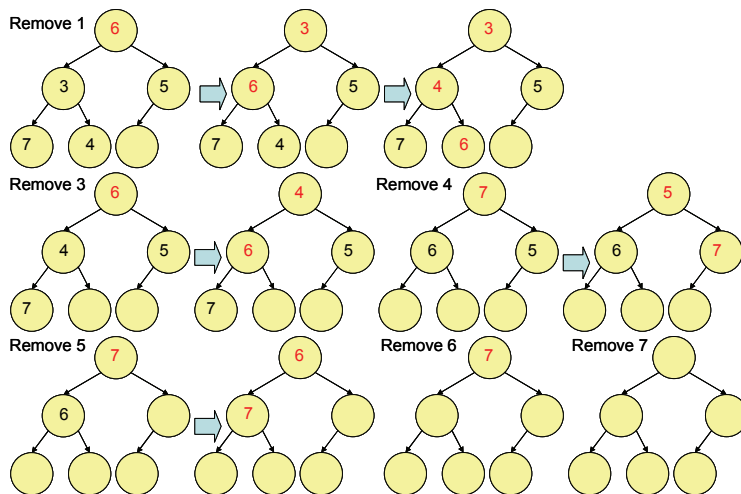 Remove 1
6 3 3
3 5 6 5 4 5
7 4 7 4 7 6
Remove 3 Remove 4
6 4 7 5
4 5 6 5 6 5 6 7
7 7
Remove 5 Remove 6 Remove 7
7 6 7
6 7